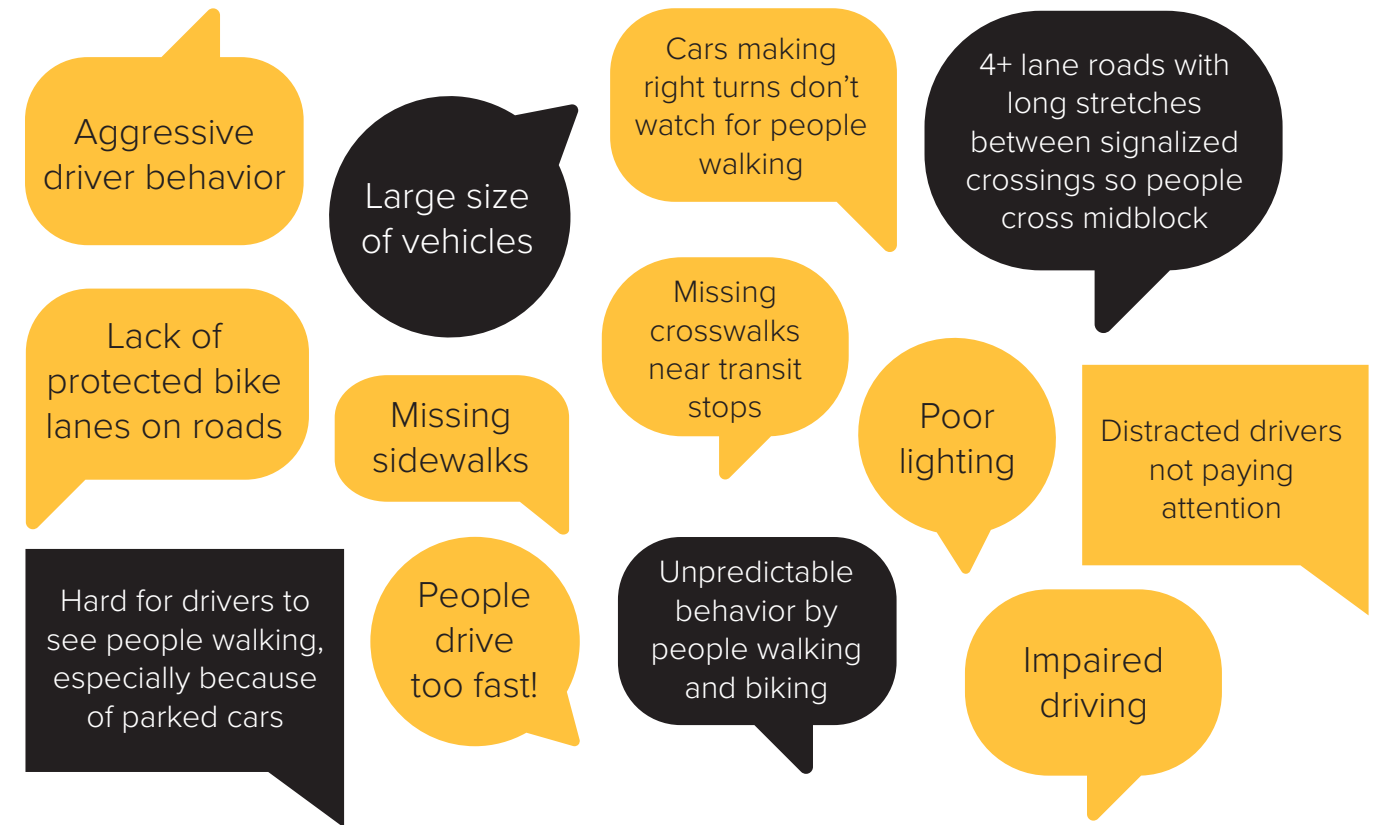 Aggressive
driver behavior
Large size
of vehicles
Cars making
right turns don’t
watch for people
walking
4+ lane roads with
long stretches
between signalized
crossings so people
cross midblock
Lack of
protected bike
lanes on roads
Missing
sidewalks
Missing
crosswalks
near transit
stops
Poor
lighting
Distracted drivers
not paying
attention
Hard for drivers to
see people walking,
especially because
of parked cars
People
drive
too fast!
Unpredictable
behavior by
people walking
and biking
Impaired
driving